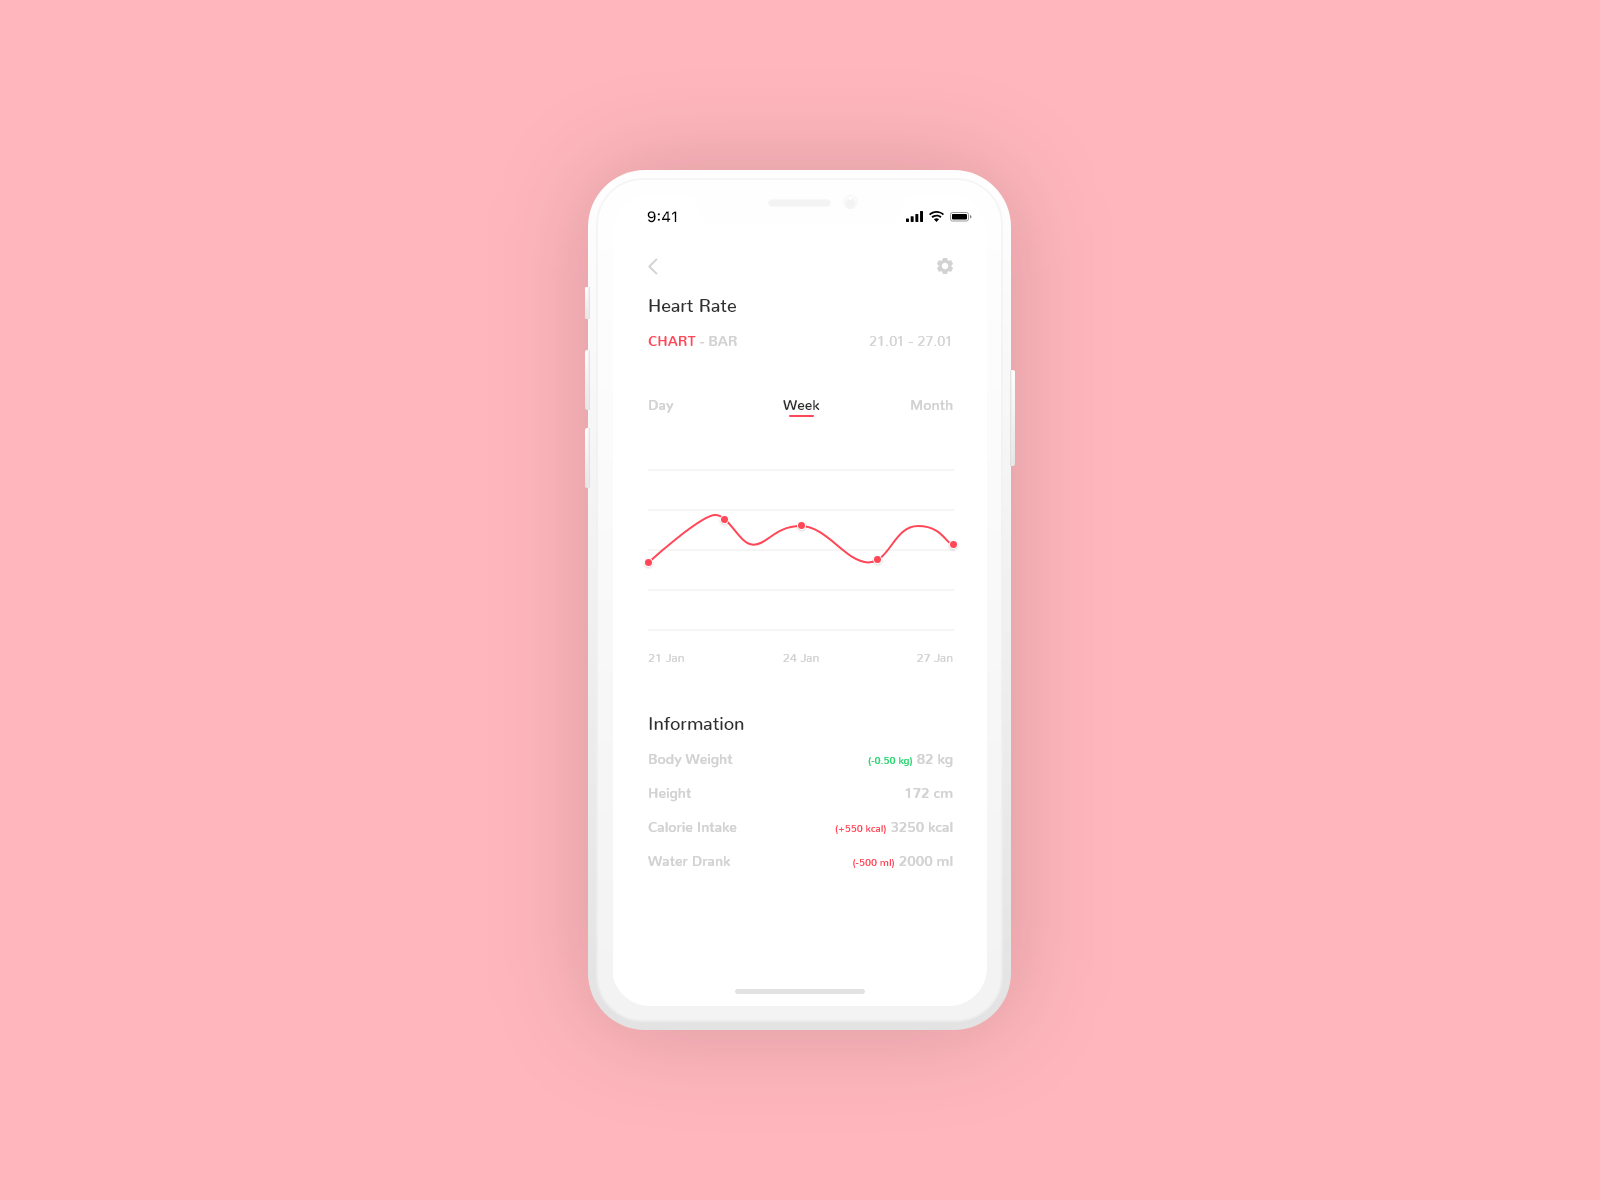 9:41
Heart Rate
CHART - BAR 21.01 - 27.01
Day Week Month
21 Jan 24 Jan 27 Jan
Information
Body Weight (-0.50 kg) 82 kg
Height 172 cm
Calorie Intake (+550 kcal) 3250 kcal
Water Drank (-500 ml) 2000 ml